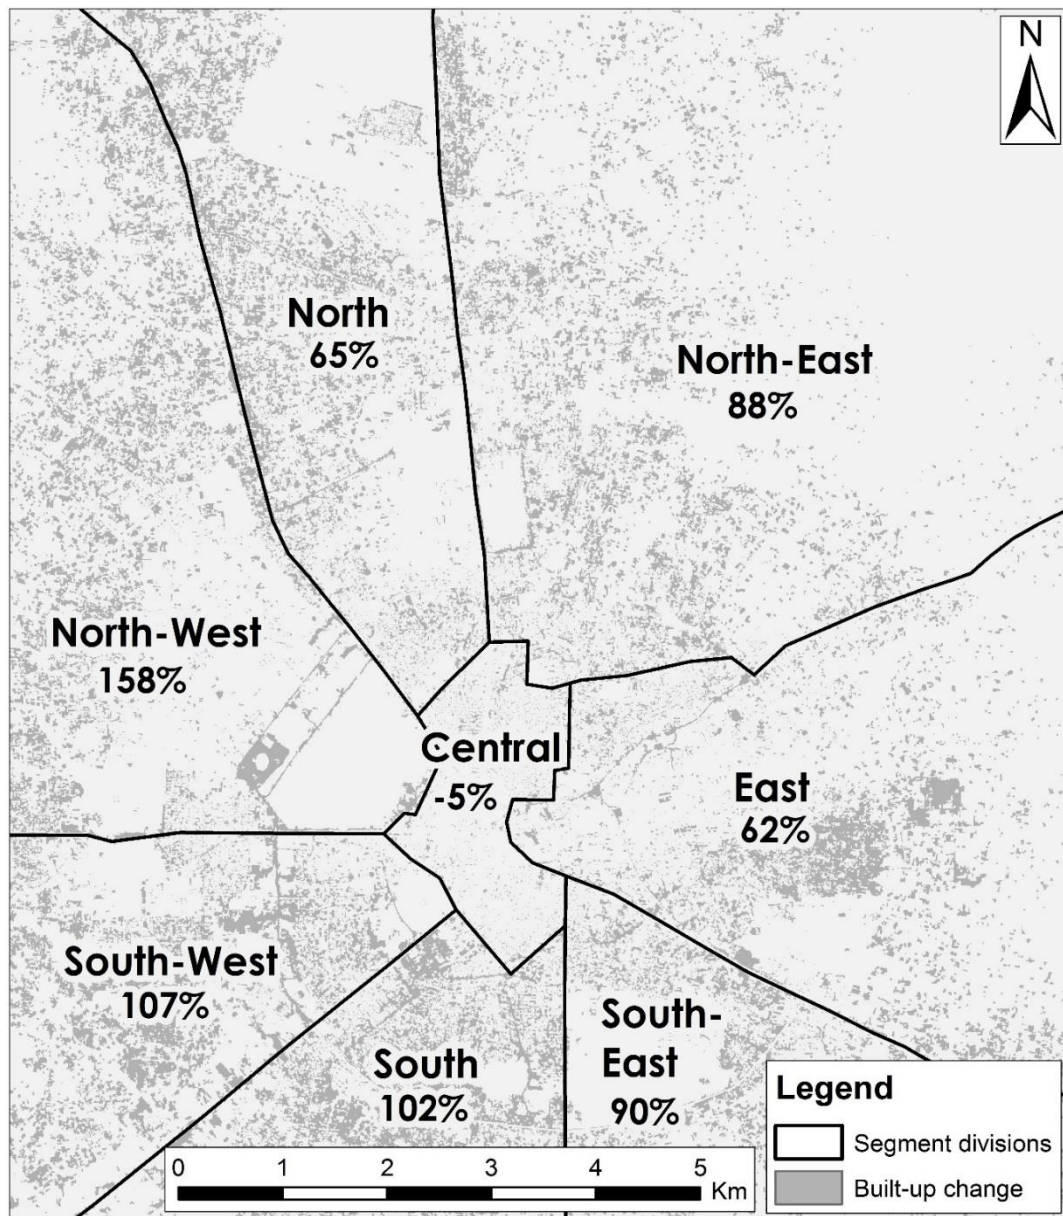 N
North
65%
North-East
88%
North-West
158%
Central
-5%
East
62%
South-West
107%
South
102%
South-
East
90%
Legend
Segment divisions
Built-up change
0 1 2 3 4 5
Km